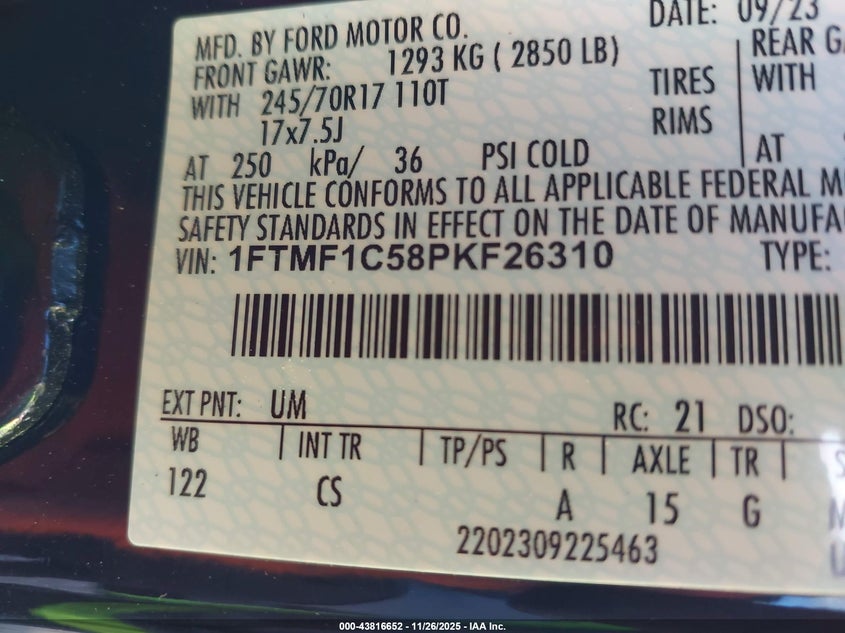 DATE: 09/23
MFD. BY FORD MOTOR CO.
FRONT GAWR: 1293 KG ( 2850 LB) REAR
WITH 245/70R17 110T TIRES WITH
17x7.5J RIMS
AT 250 kPa/ 36 PSI COLD AT
THIS VEHICLE CONFORMS TO ALL APPLICABLE FEDERAL
SAFETY STANDARDS IN EFFECT ON THE DATE OF
VIN: 1FTMF1C58PKF26310 TYPE:
EXT PNT: UM RC: 21 DSO:
WB INT TR TP/PS R AXLE TR
122 CS A 15 G
2202309225463
000-43816652 - 11/26/2025 - IAA Inc.